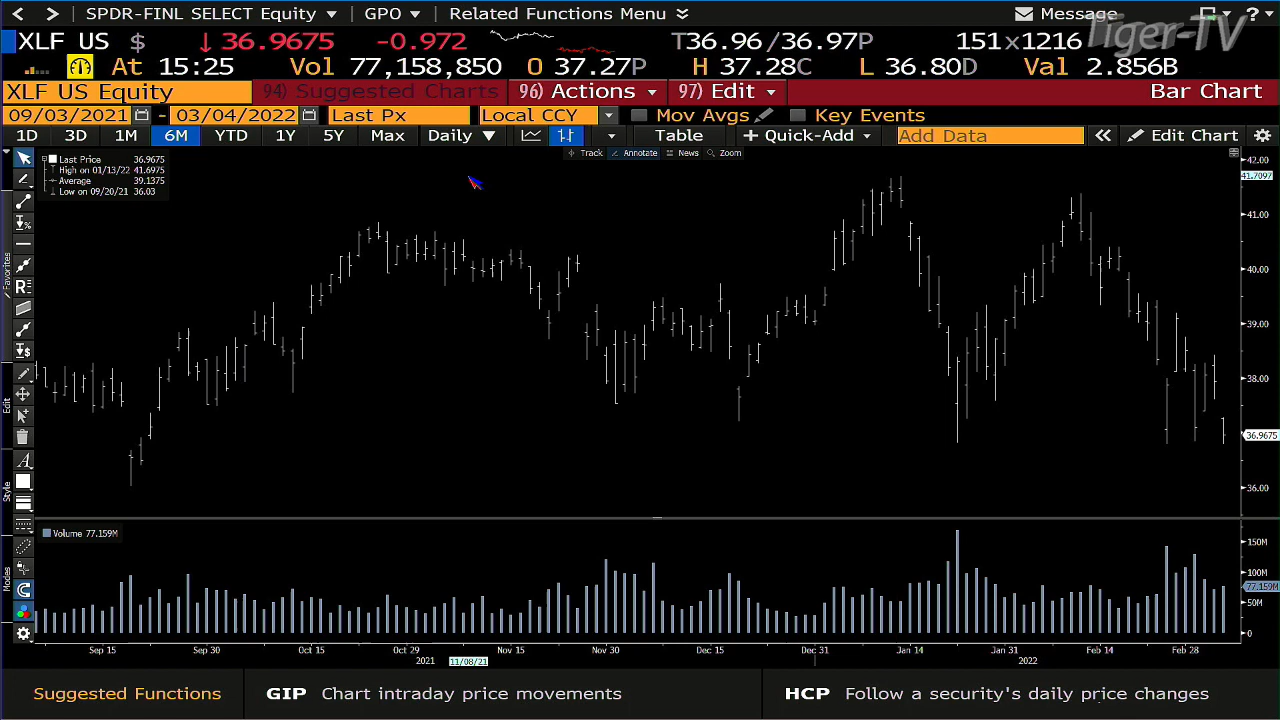 SPDR-FINL SELECT Equity GPO Related Functions Menu Message ?
Tiger-TV
XLF US $ ↓ 36.9675 -0.972 T36.96 /36.97P 151x1216
At 15:25 Vol 77,158,850 O 37.27P H 37.28C L 36.80D Val 2.856B
XLF US Equity 94) Suggested Charts 96) Actions 97) Edit Bar Chart
09/03/2021 - 03/04/2022 Last Px Local CCY Mov Avgs Key Events
1D 3D 1M 6M YTD 1Y 5Y Max Daily Table + Quick-Add Add Data Edit Chart
Track Annotate News Zoom
Last Price 36.9675
High on 01/13/22 41.6975
Average 39.1375
Low on 09/20/21 36.03
42.00
41.7097
41.00
40.00
39.00
38.00
36.9675
36.00
Favorites
Edit
Style
Modes
Volume 77.159M
150M
100M
77.159M
50M
0
Sep 15 Sep 30 Oct 15 Oct 29 Nov 15 Nov 30 Dec 15 Dec 31 Jan 14 Jan 31 Feb 14 Feb 28
2021 11/08/21 2022
Suggested Functions GIP Chart intraday price movements HCP Follow a security's daily price changes